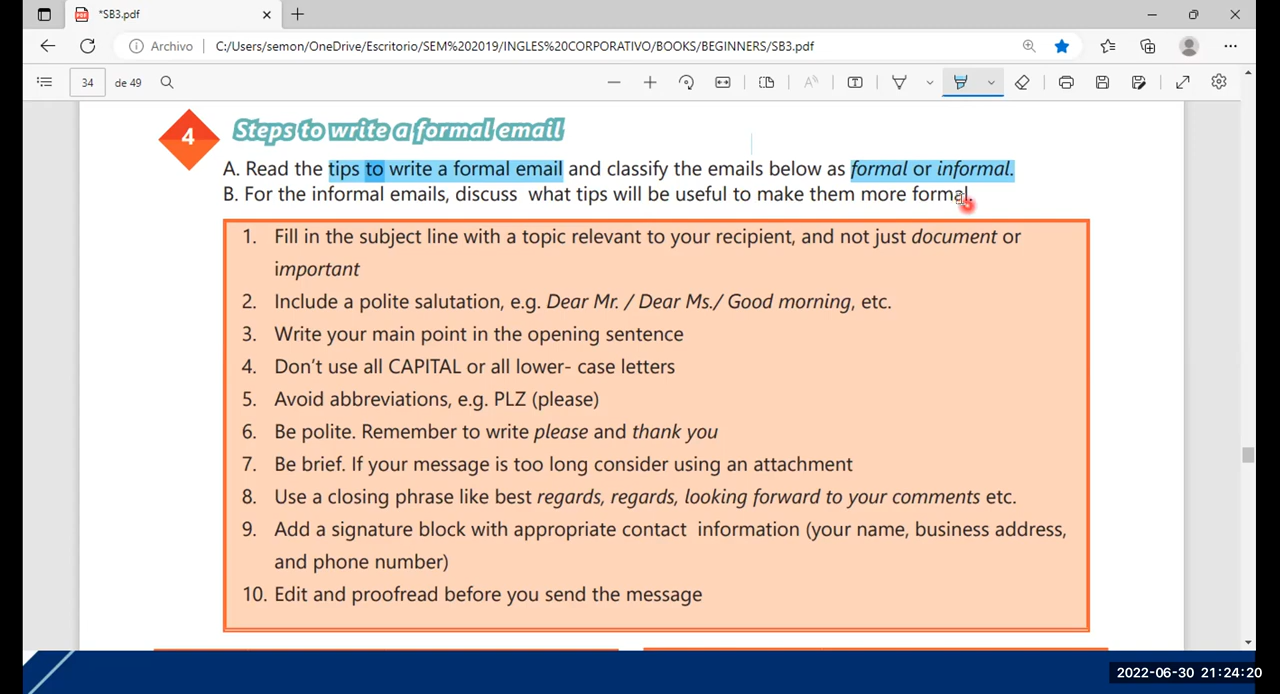 *SB3.pdf
Archivo
C:/Users/semon/OneDrive/Escritorio/SEM%202019/INGLES%20CORPORATIVO/BOOKS/BEGINNERS/SB3.pdf
34 de 49
4 Steps to write a formal email
A. Read the tips to write a formal email and classify the emails below as formal or informal.
B. For the informal emails, discuss what tips will be useful to make them more formal.
1. Fill in the subject line with a topic relevant to your recipient, and not just document or
important
2. Include a polite salutation, e.g. Dear Mr. / Dear Ms./ Good morning, etc.
3. Write your main point in the opening sentence
4. Don't use all CAPITAL or all lower- case letters
5. Avoid abbreviations, e.g. PLZ (please)
6. Be polite. Remember to write please and thank you
7. Be brief. If your message is too long consider using an attachment
8. Use a closing phrase like best regards, regards, looking forward to your comments etc.
9. Add a signature block with appropriate contact information (your name, business address,
and phone number)
10. Edit and proofread before you send the message
2022-06-30 21:24:20